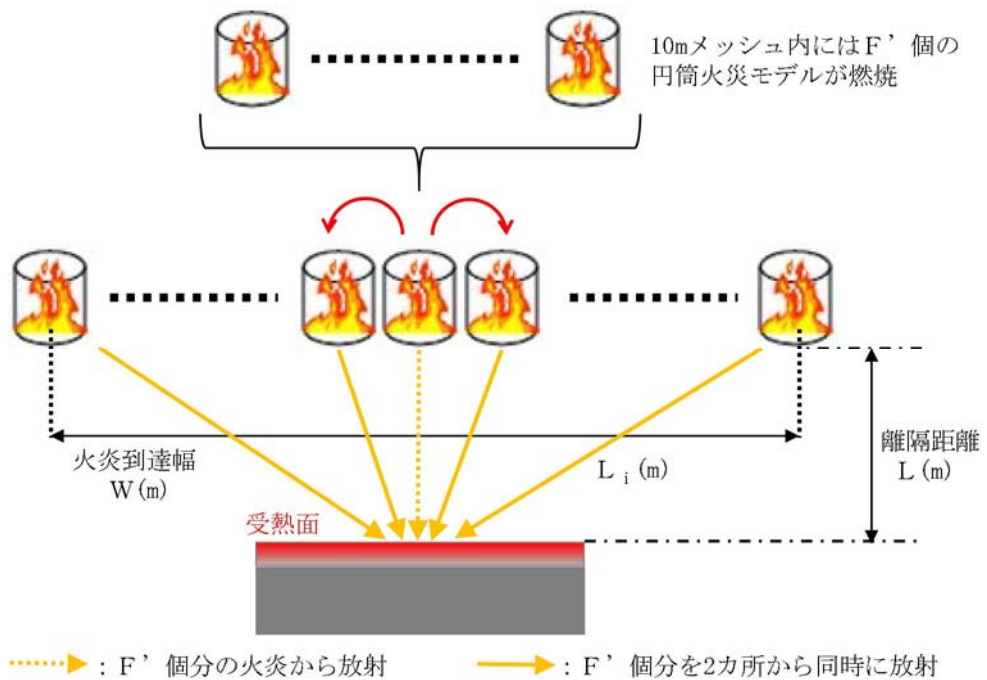 10mメッシュ内にはF’個の
円筒火災モデルが燃焼
火炎到達幅
W(m)
Li(m)
離隔距離
L(m)
受熱面
:F’個分の火炎から放射
:F’個分を2カ所から同時に放射